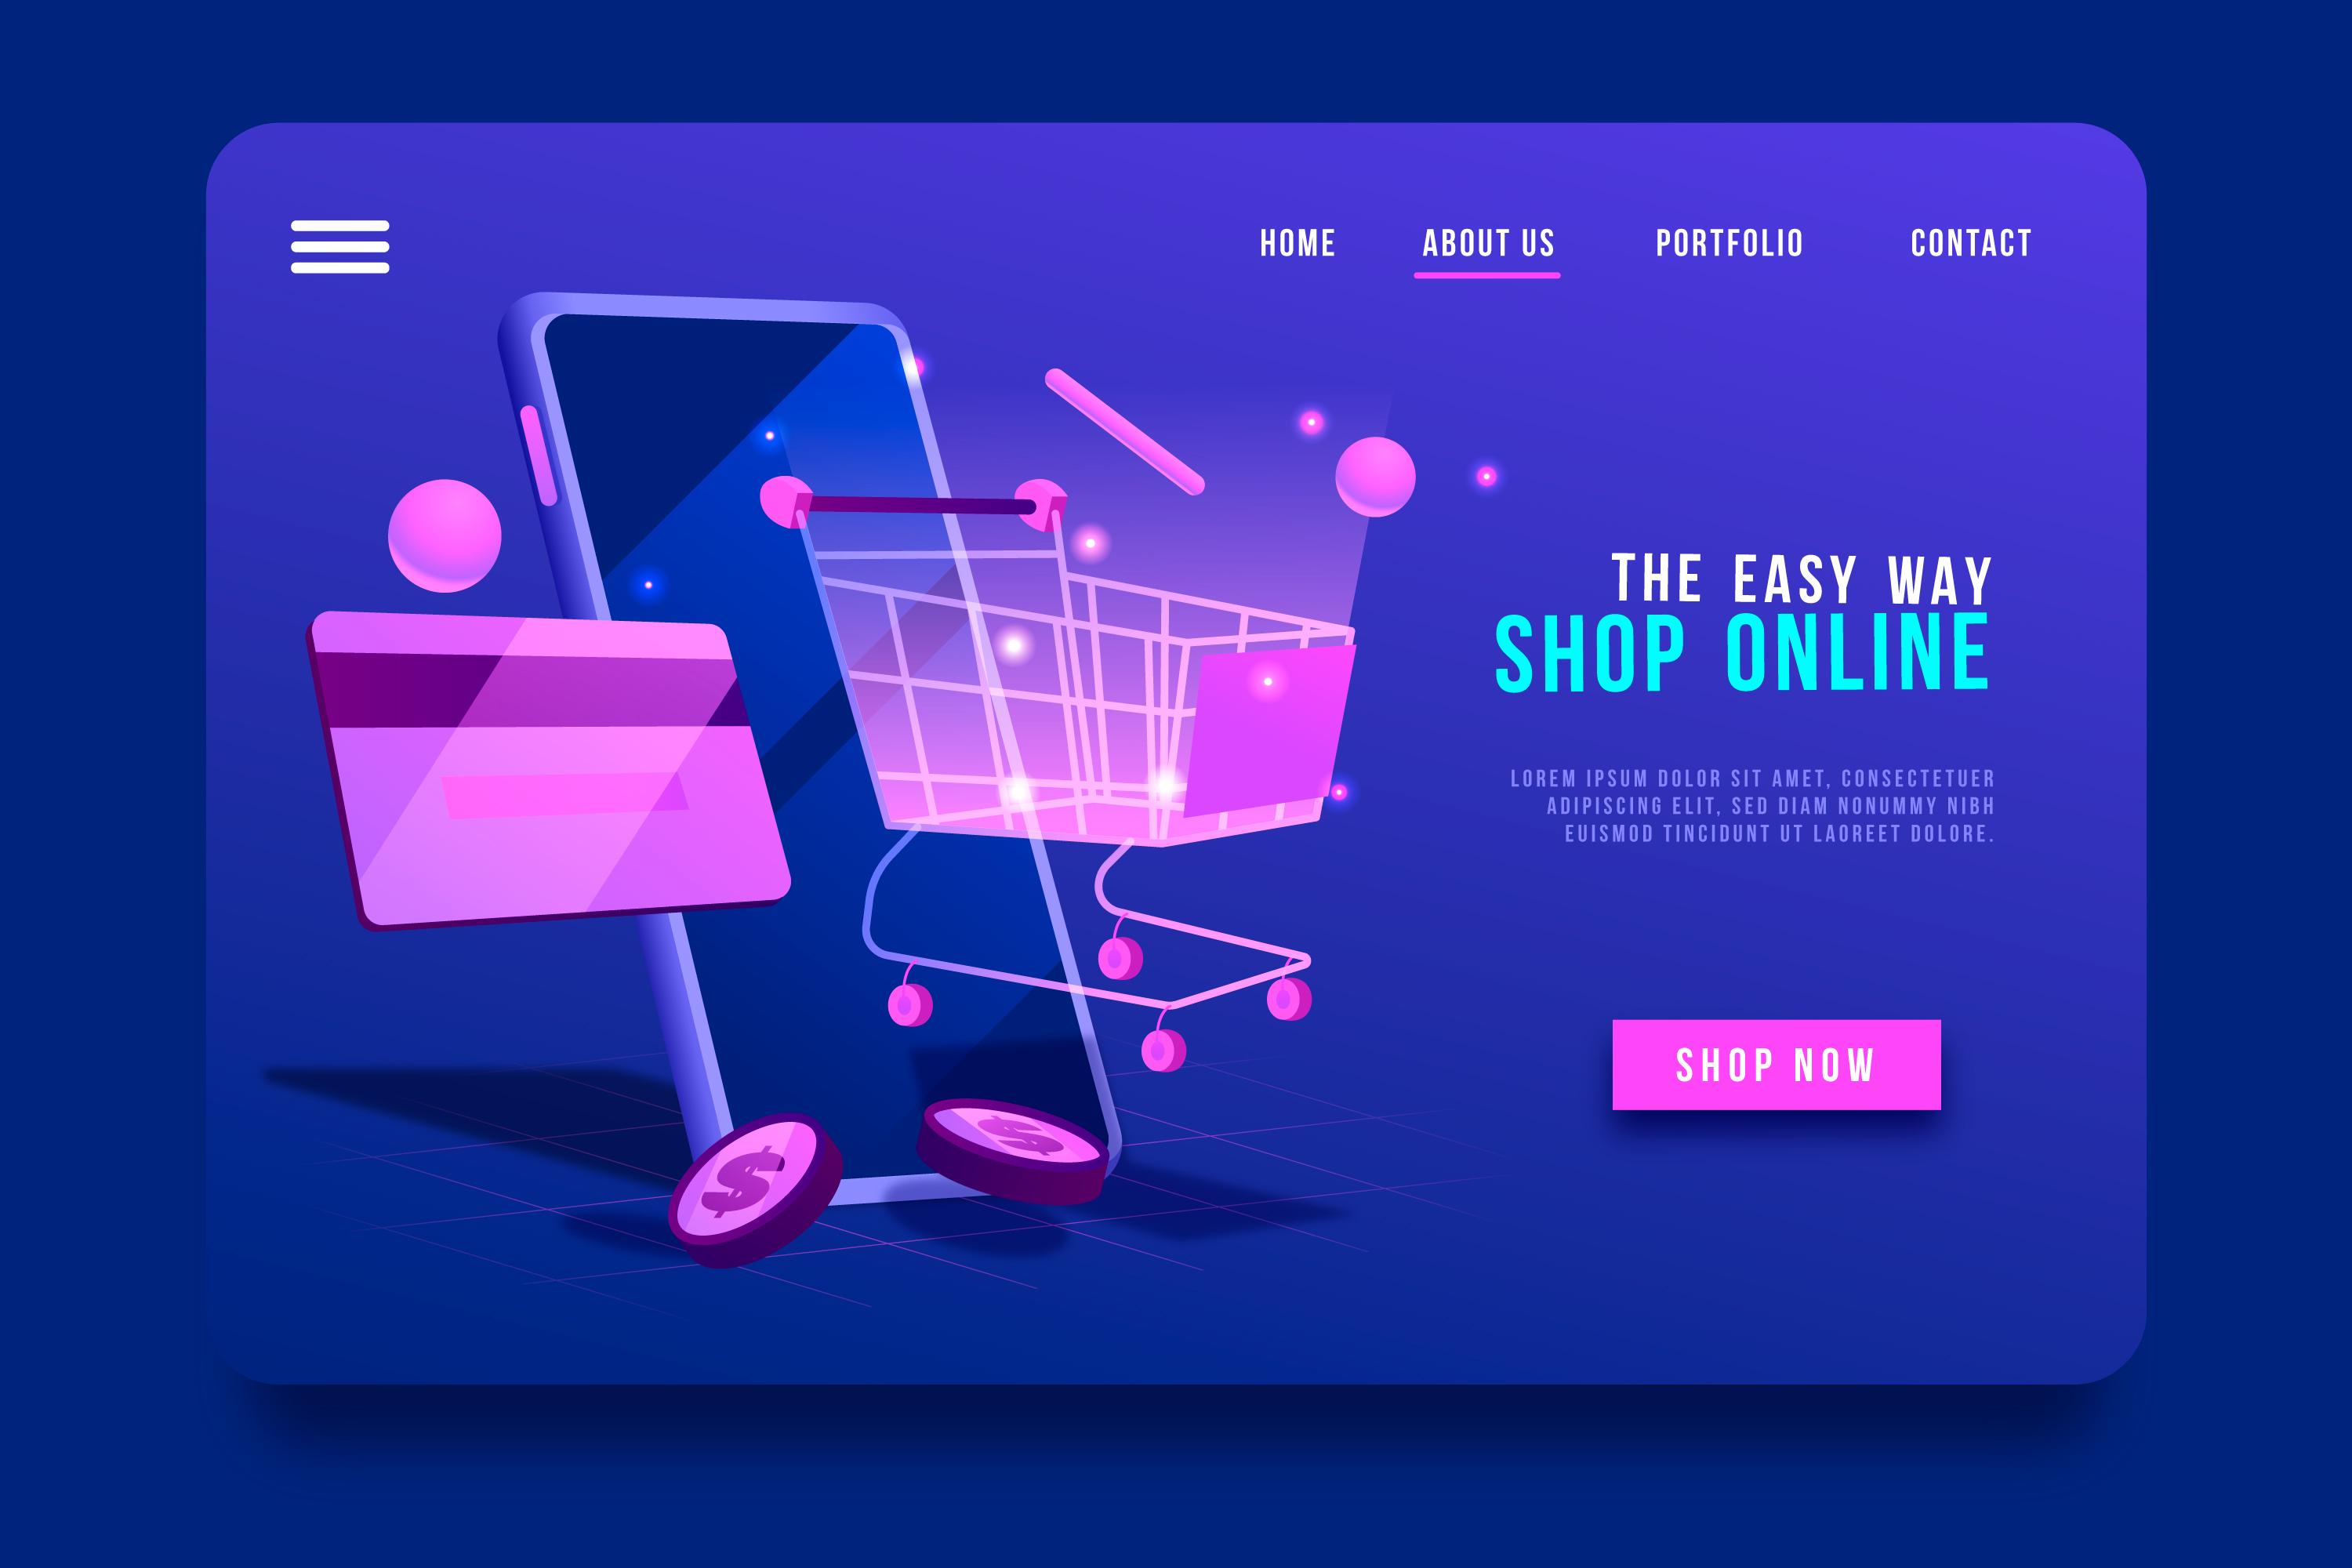 HOME ABOUT US PORTFOLIO CONTACT
THE EASY WAY
SHOP ONLINE
LOREM IPSUM DOLOR SIT AMET, CONSECTETUER
ADIPISCING ELIT, SED DIAM NONUMMY NIBH
EUISMOD TINCIDUNT UT LAOREET DOLORE.
SHOP NOW
$
$